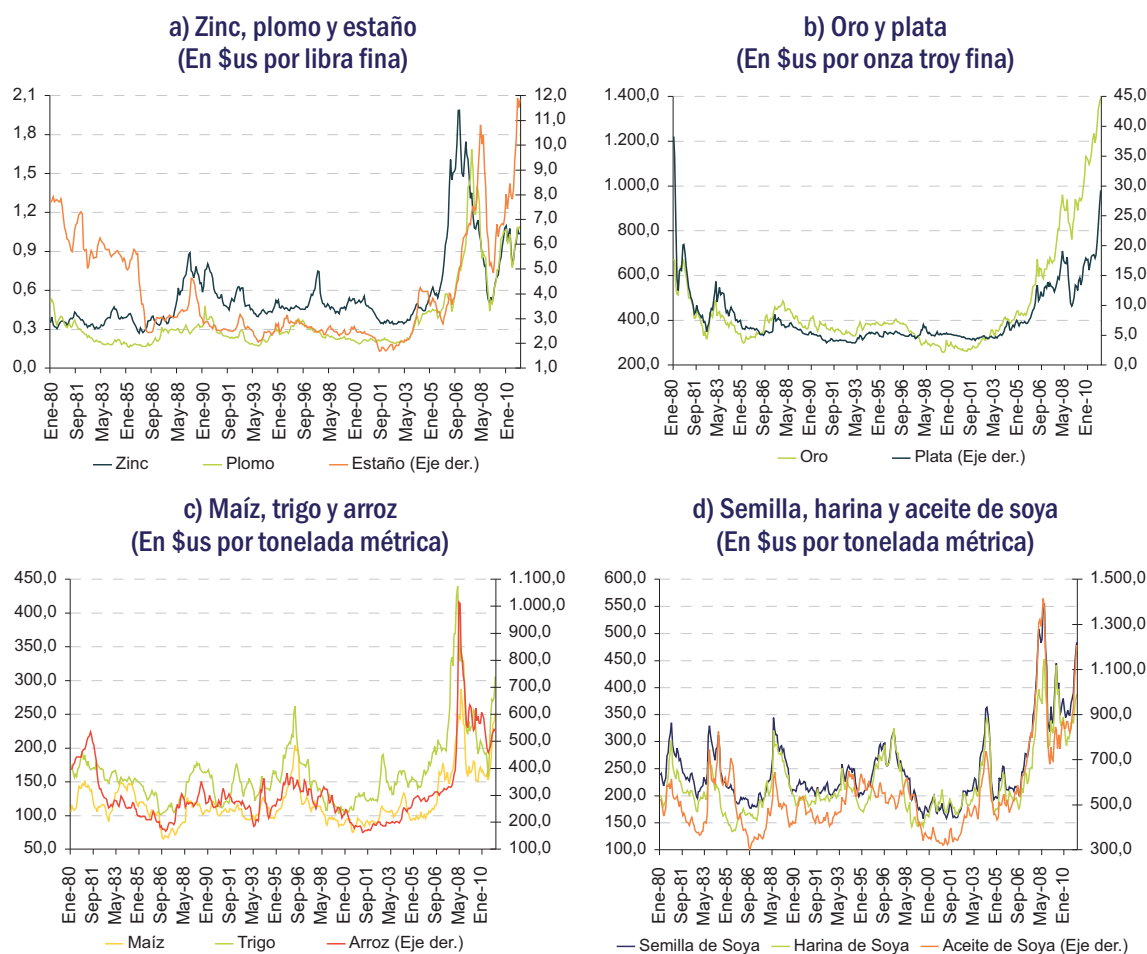 a) Zinc, plomo y estaño
(En $us por libra fina)
2,1
1,8
1,5
1,2
0,9
0,6
0,3
0,0
12,0
11,0
10,0
9,0
8,0
7,0
6,0
5,0
4,0
3,0
2,0
1,0
Ene-80
Sep-81
May-83
Ene-85
Sep-86
May-88
Ene-90
Sep-91
May-93
Ene-95
Sep-96
May-98
Ene-00
Sep-01
May-03
Ene-05
Sep-06
May-08
Ene-10
Zinc
Plomo
Estaño (Eje der.)
b) Oro y plata
(En $us por onza troy fina)
1.400,0
1.200,0
1.000,0
800,0
600,0
400,0
200,0
45,0
40,0
35,0
30,0
25,0
20,0
15,0
10,0
5,0
0,0
Ene-80
Sep-81
May-83
Ene-85
Sep-86
May-88
Ene-90
Sep-91
May-93
Ene-95
Sep-96
May-98
Ene-00
Sep-01
May-03
Ene-05
Sep-06
May-08
Ene-10
Oro
Plata (Eje der.)
c) Maíz, trigo y arroz
(En $us por tonelada métrica)
450,0
400,0
350,0
300,0
250,0
200,0
150,0
100,0
50,0
1.100,0
1.000,0
900,0
800,0
700,0
600,0
500,0
400,0
300,0
200,0
100,0
Ene-80
Sep-81
May-83
Ene-85
Sep-86
May-88
Ene-90
Sep-91
May-93
Ene-95
Sep-96
May-98
Ene-00
Sep-01
May-03
Ene-05
Sep-06
May-08
Ene-10
Maíz
Trigo
Arroz (Eje der.)
d) Semilla, harina y aceite de soya
(En $us por tonelada métrica)
600,0
550,0
500,0
450,0
400,0
350,0
300,0
250,0
200,0
150,0
100,0
1.500,0
1.300,0
1.100,0
900,0
700,0
500,0
300,0
Ene-80
Sep-81
May-83
Ene-85
Sep-86
May-88
Ene-90
Sep-91
May-93
Ene-95
Sep-96
May-98
Ene-00
Sep-01
May-03
Ene-05
Sep-06
May-08
Ene-10
Semilla de Soya
Harina de Soya
Aceite de Soya (Eje der.)